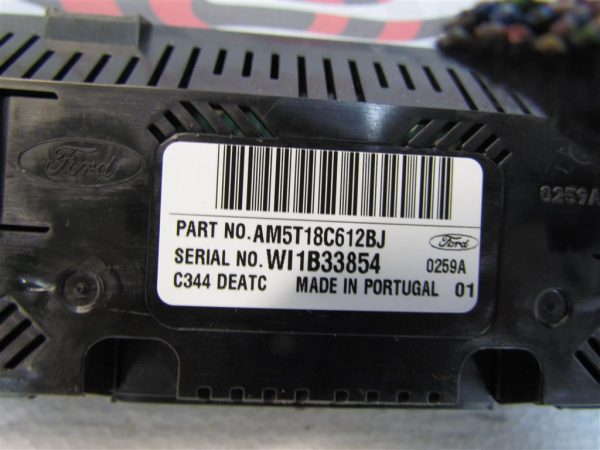 Ford
0259A
PART NO.AM5T18C612BJ
SERIAL NO.WI1B33854
Ford
0259A
C344 DEATC MADE IN PORTUGAL 01